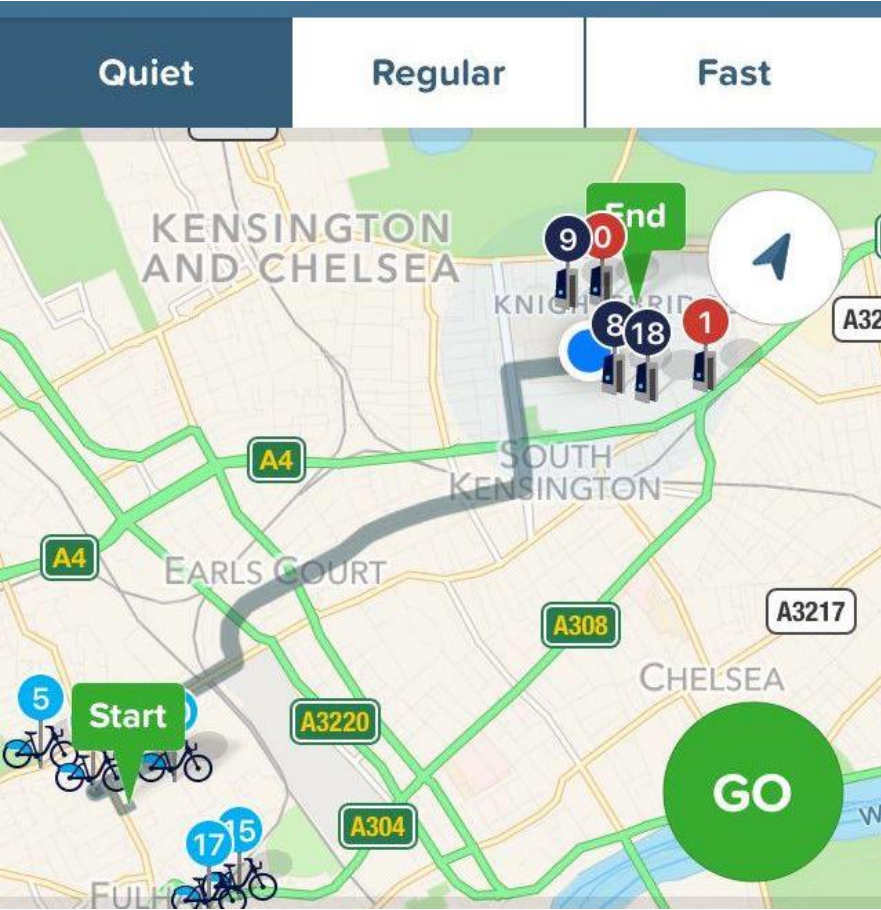 Quiet Regular Fast
End
9 0
KENSINGTON
AND CHELSEA
8 18 1
A4
SOUTH
KENSINGTON
A4
EARLS COURT
A3217
A308
CHELSEA
5
Start
A3220
GO
A304
17 15